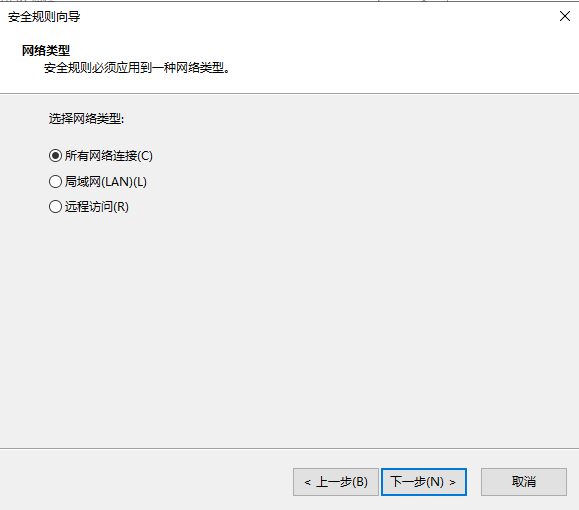 安全规则向导
网络类型
安全规则必须应用到一种网络类型。
选择网络类型:
所有网络连接(C)
局域网(LAN)(L)
远程访问(R)
< 上一步(B)
下一步(N) >
取消